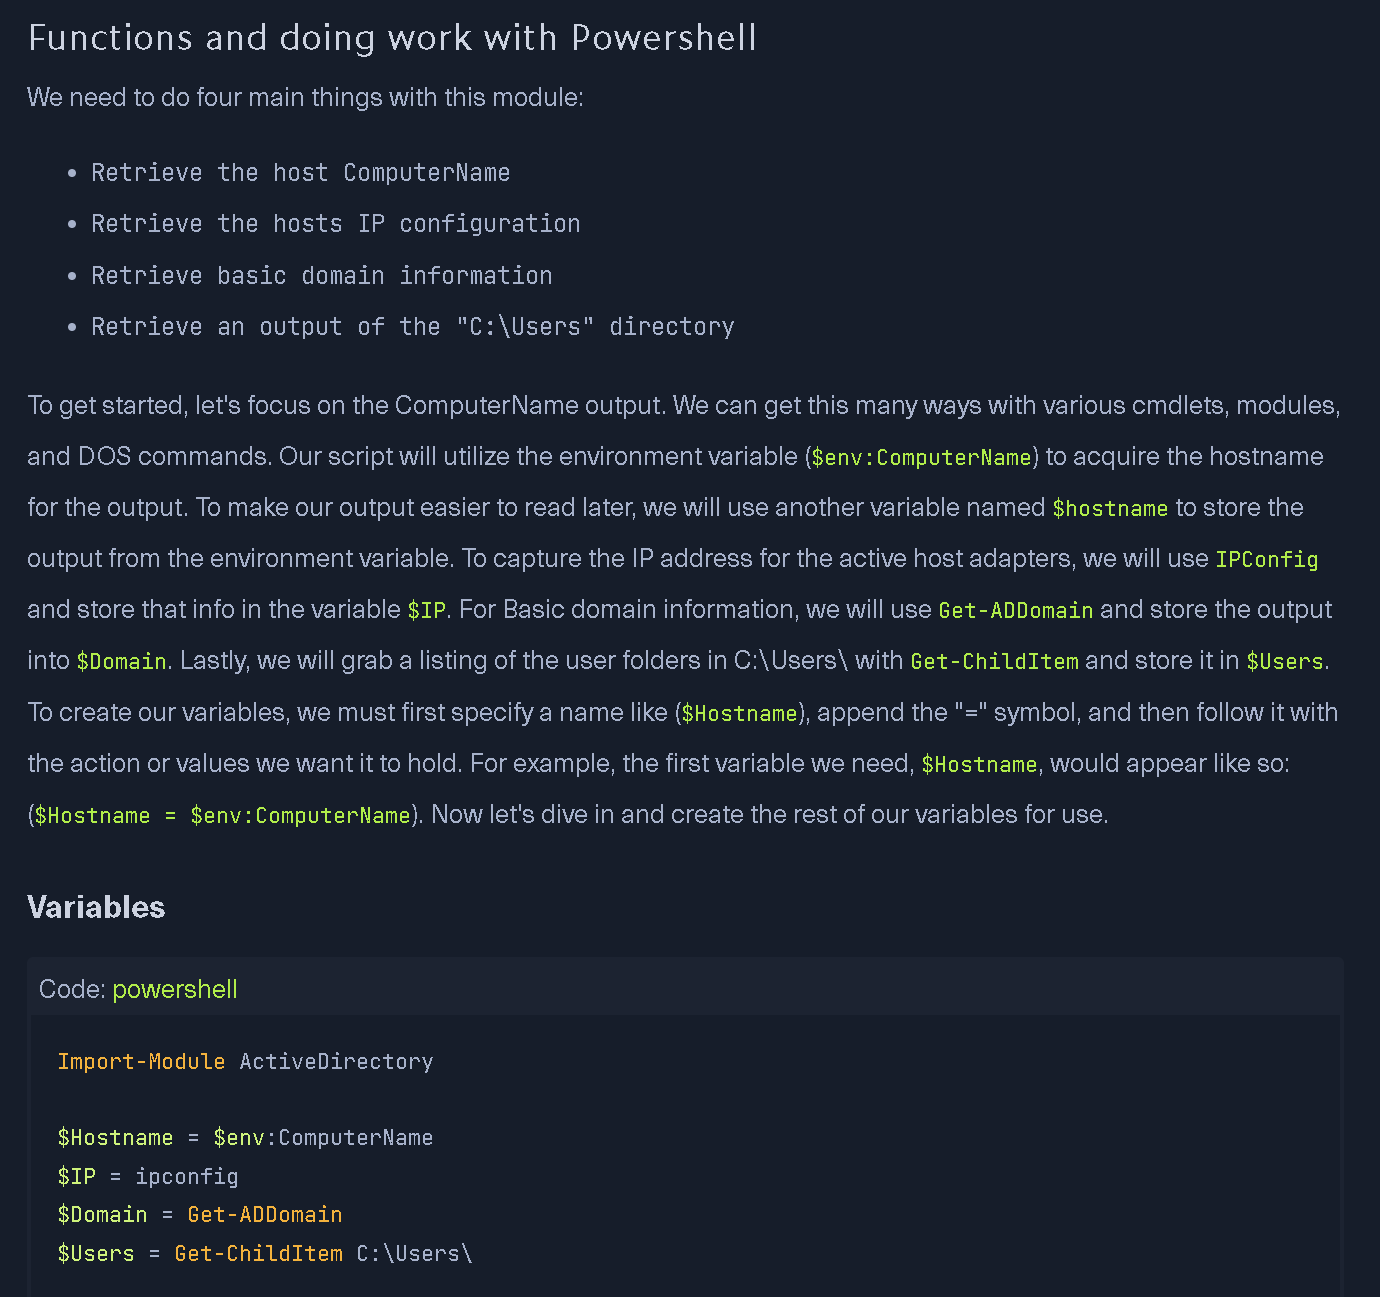 Functions and doing work with Powershell
We need to do four main things with this module:
• Retrieve the host ComputerName
• Retrieve the hosts IP configuration
• Retrieve basic domain information
• Retrieve an output of the "C:\Users" directory
To get started, let's focus on the ComputerName output. We can get this many ways with various cmdlets, modules,
and DOS commands. Our script will utilize the environment variable ($env:ComputerName) to acquire the hostname
for the output. To make our output easier to read later, we will use another variable named $hostname to store the
output from the environment variable. To capture the IP address for the active host adapters, we will use IPConfig
and store that info in the variable $IP. For Basic domain information, we will use Get-ADDomain and store the output
into $Domain. Lastly, we will grab a listing of the user folders in C:\Users\ with Get-ChildItem and store it in $Users.
To create our variables, we must first specify a name like ($Hostname), append the "=" symbol, and then follow it with
the action or values we want it to hold. For example, the first variable we need, $Hostname, would appear like so:
($Hostname = $env:ComputerName). Now let's dive in and create the rest of our variables for use.
Variables
Code: powershell
Import-Module ActiveDirectory
$Hostname = $env:ComputerName
$IP = ipconfig
$Domain = Get-ADDomain
$Users = Get-ChildItem C:\Users\